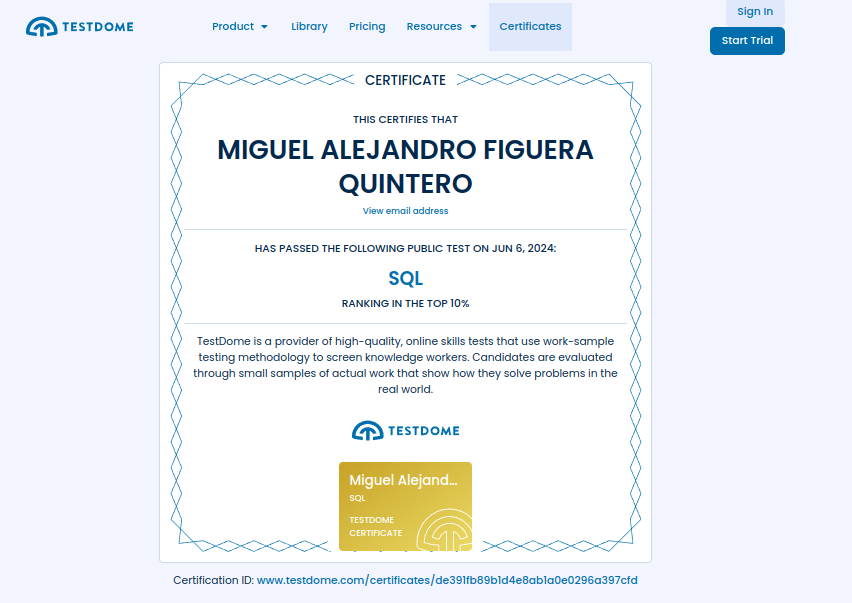 TESTDOME
Product
Library
Pricing
Resources
Certificates
Sign In
Start Trial
CERTIFICATE
THIS CERTIFIES THAT
MIGUEL ALEJANDRO FIGUERA
QUINTERO
View email address
HAS PASSED THE FOLLOWING PUBLIC TEST ON JUN 6, 2024:
SQL
RANKING IN THE TOP 10%
TestDome is a provider of high-quality, online skills tests that use work-sample
testing methodology to screen knowledge workers. Candidates are evaluated
through small samples of actual work that show how they solve problems in the
real world.
TESTDOME
Miguel Alejand...
SQL
TESTDOME
CERTIFICATE
Certification ID: www.testdome.com/certificates/de391fb89b1d4e8ab1a0e0296a397cfd